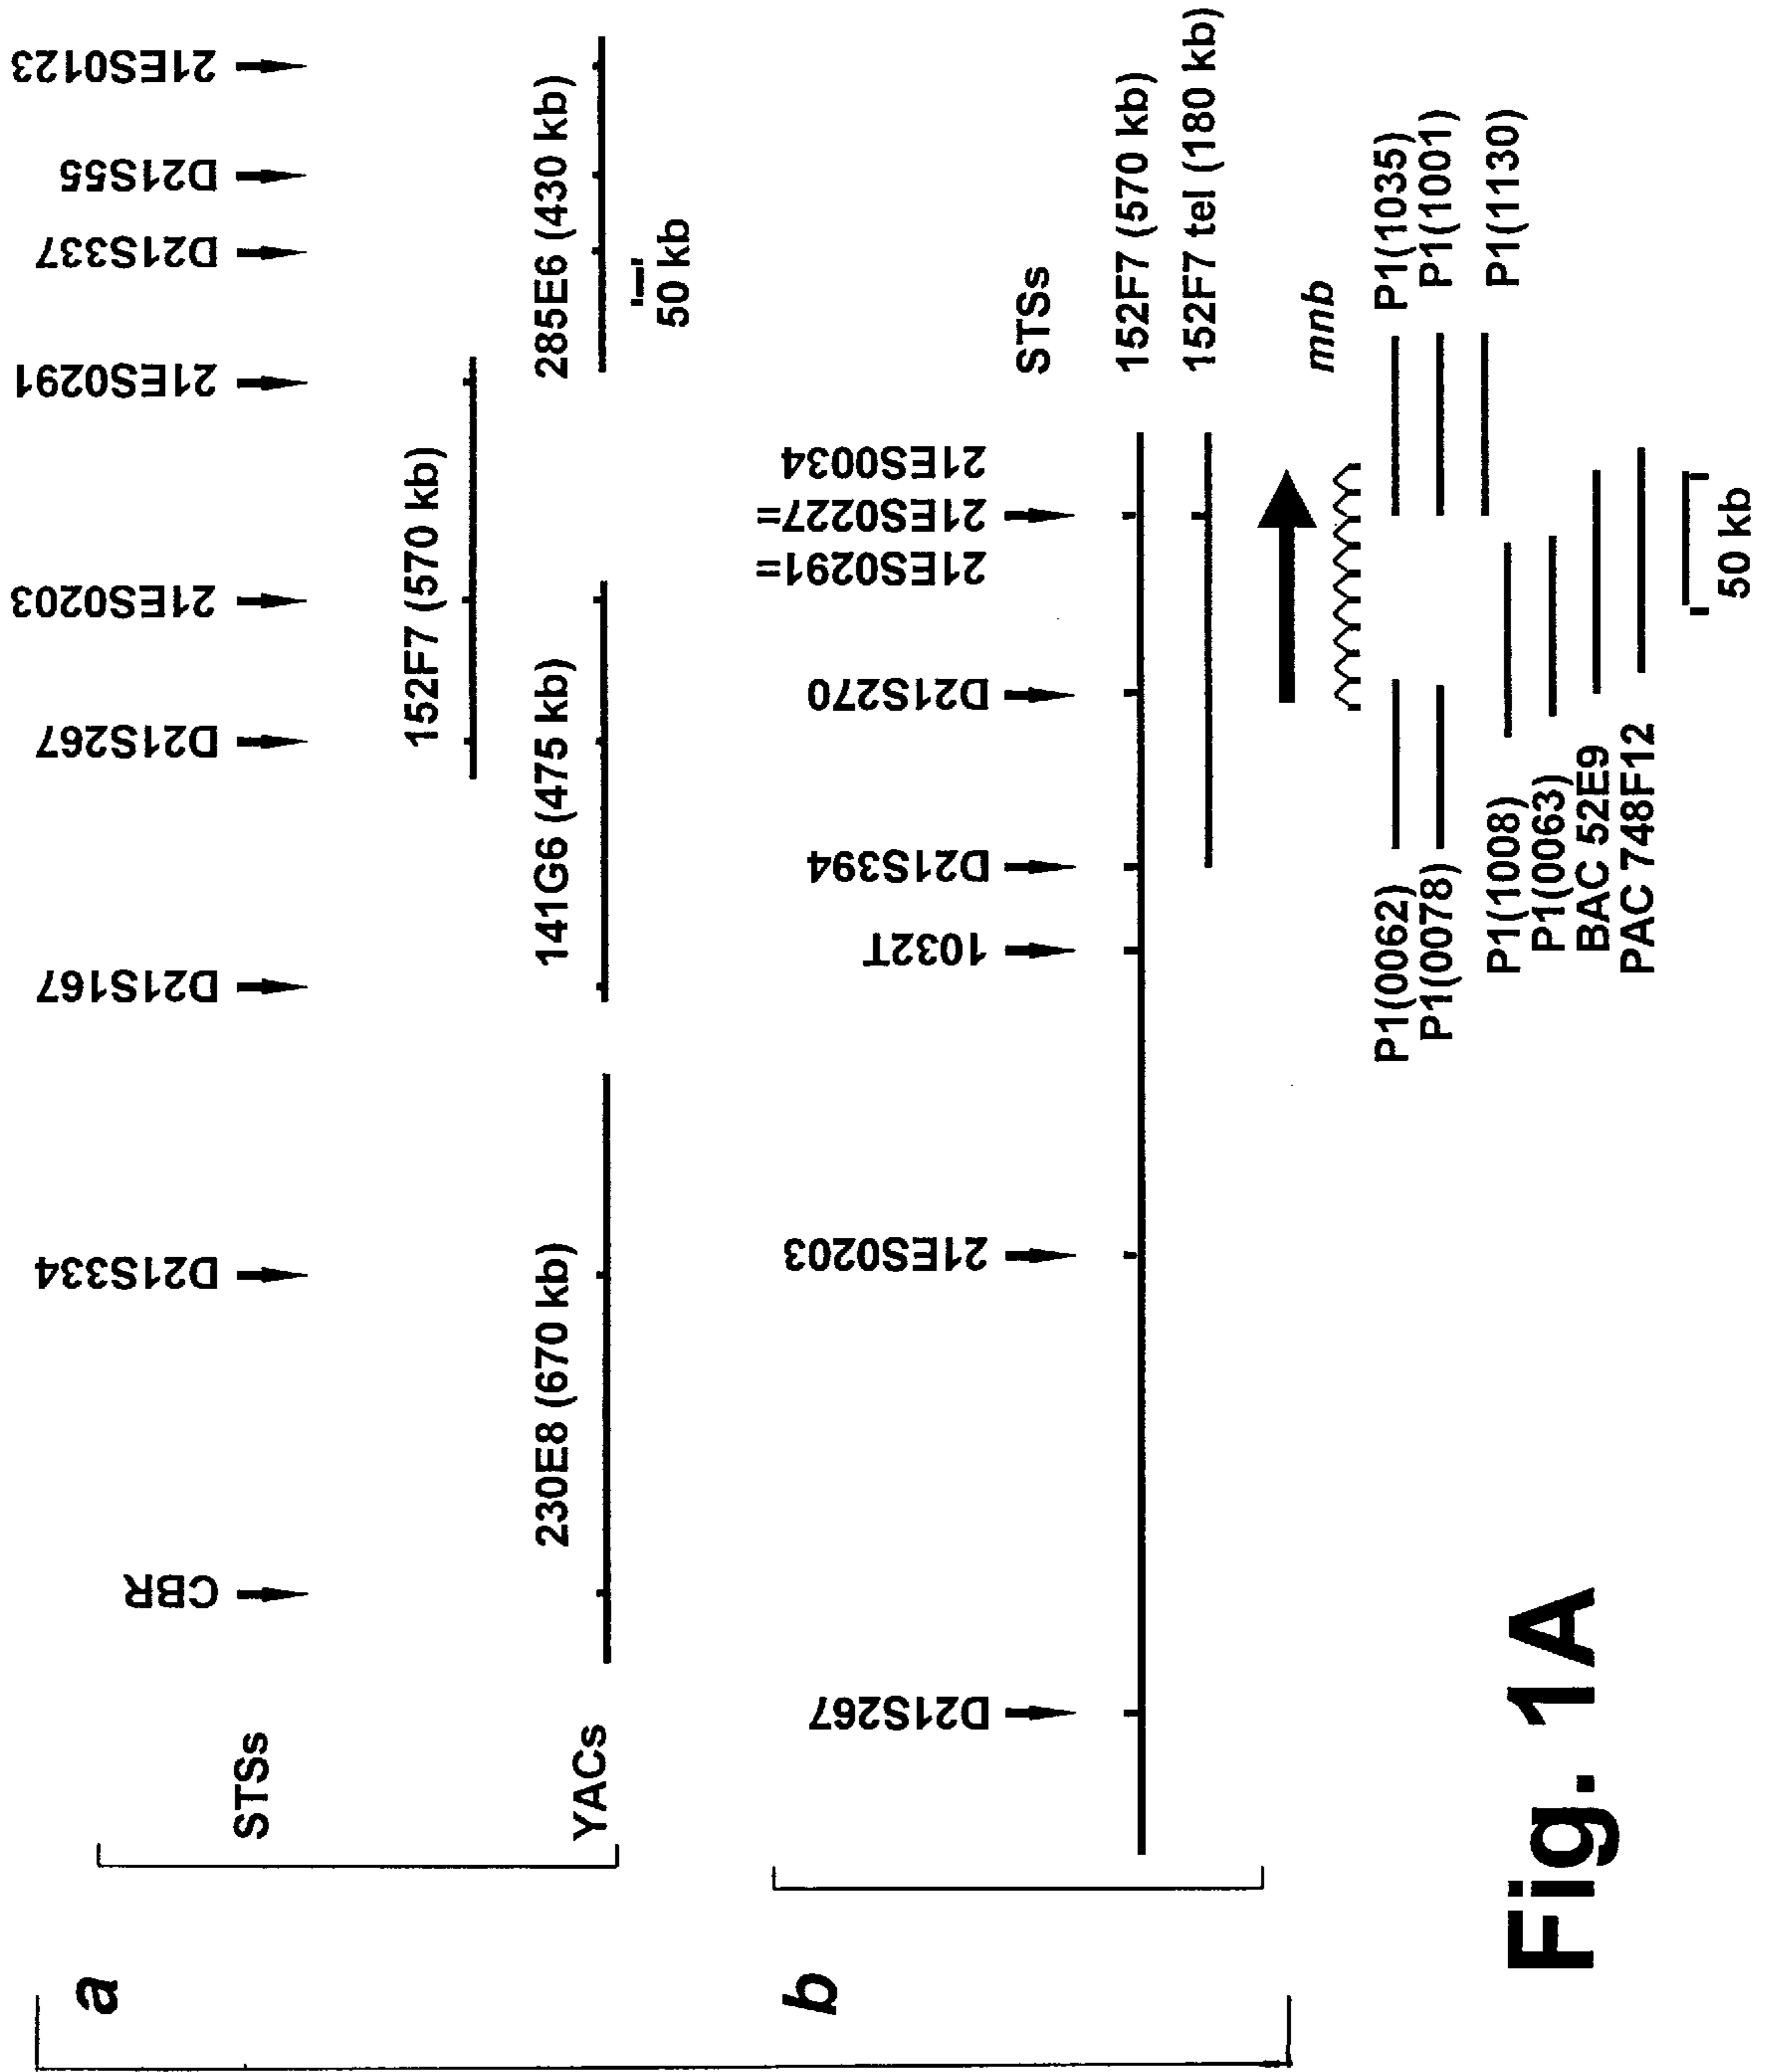 a
STSs
CBR
D21S334
D21S167
D21S267
21ES0203
21ES0291
D21S337
D21S55
21ES0123
152F7 (570 kb)
YACs
230E8 (670 kb)
141G6 (475 kb)
285E6 (430 kb)
50 kb
b
D21S267
21ES0203
1032T
D21S394
D21S270
21ES0291=
21ES0227=
21ES0034
STSs
152F7 (570 kb)
152F7 tel (180 kb)
mnb
P1(0062)
P1(1035)
P1(0078)
P1(1001)
P1(1008)
P1(1130)
P1(0063)
BAC 52E9
PAC 748F12
50 kb
Fig. 1A